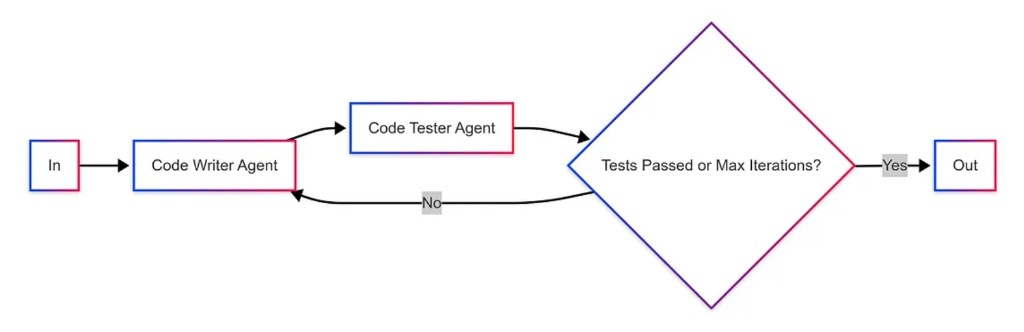 In
Code Writer Agent
Code Tester Agent
Tests Passed or Max Iterations?
Yes
Out
No